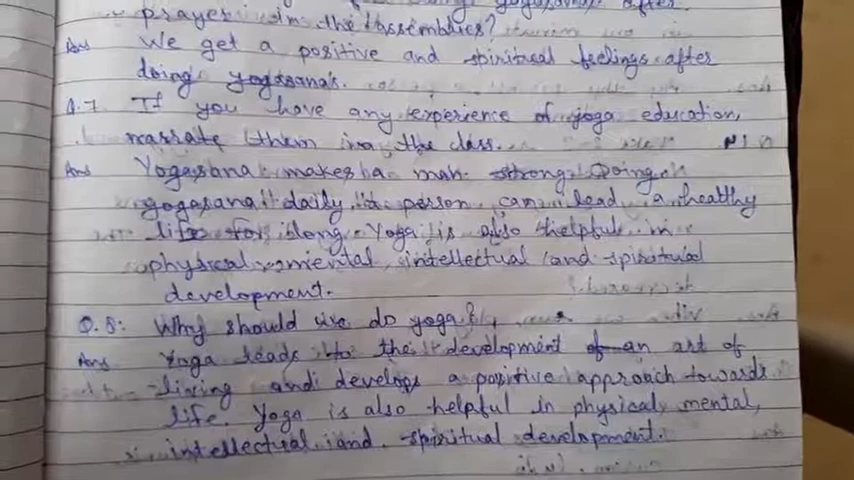 yogasanas after
prayer in the assemblies?
Ans We get a positive and spiritual feelings after
doing yogasana's.
Q.7 If you have any experience of yoga education,
narrate them in the class.
Ans Yogasana makes a man strong. Doing
yogasana daily, a person can lead a healthy
life for long. Yoga is also helpful in
physical, mental, intellectual and spiritual
development.
Q.8: Why should we do yoga?
Ans Yoga leads to the development of an art of
living and develops a positive approach towards
life. Yoga is also helpful in physical, mental,
intellectual and spiritual development.